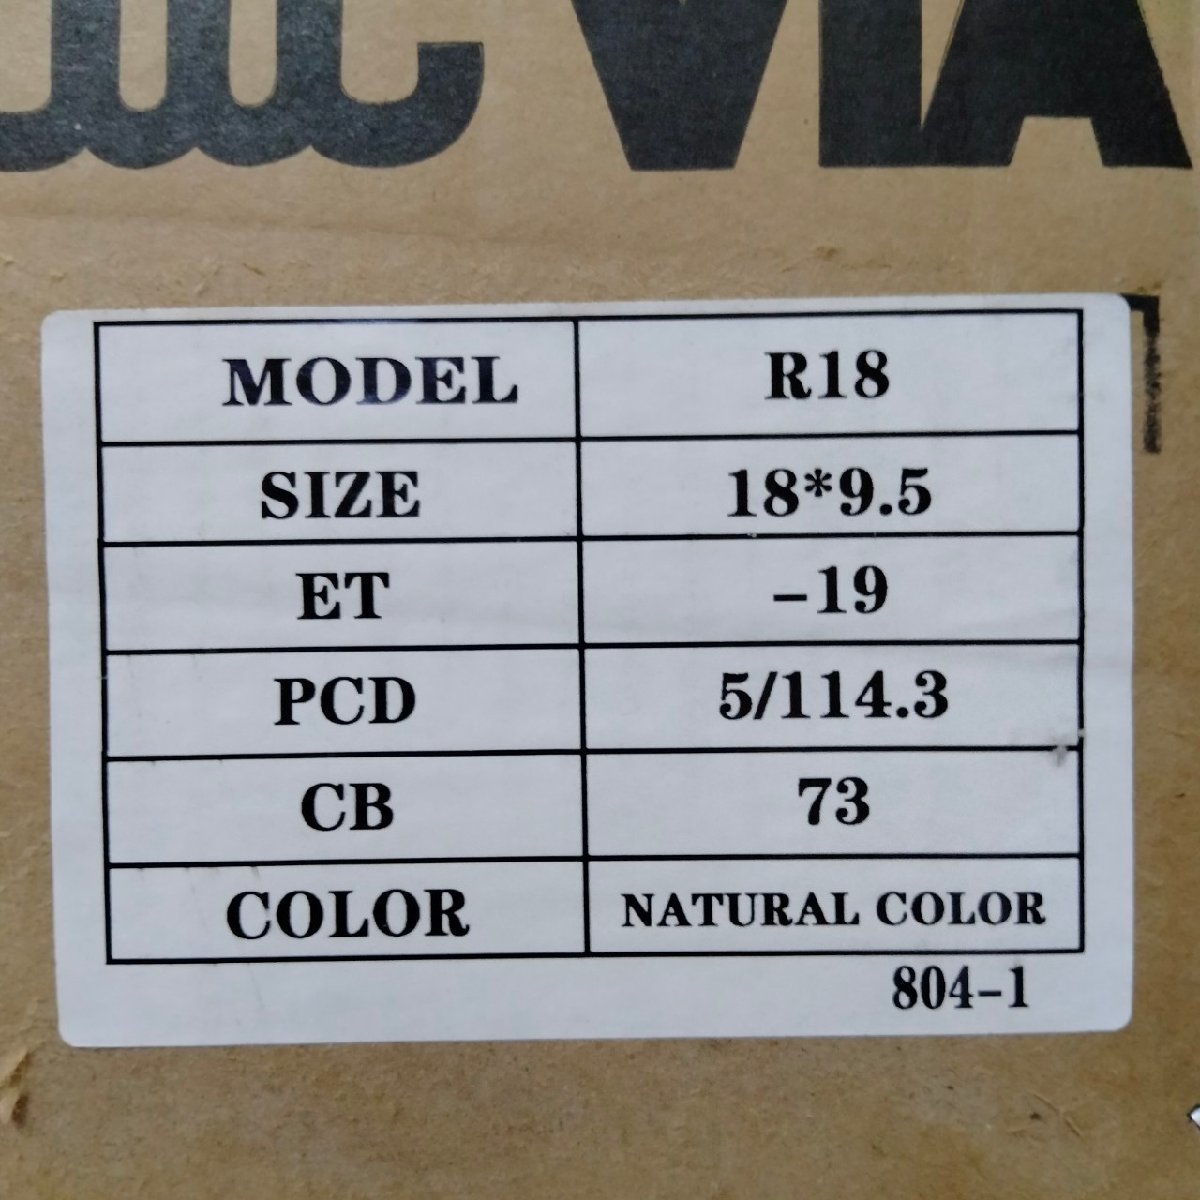 VIA
MODEL R18
SIZE 18*9.5
ET -19
PCD 5/114.3
CB 73
COLOR NATURAL COLOR
804-1